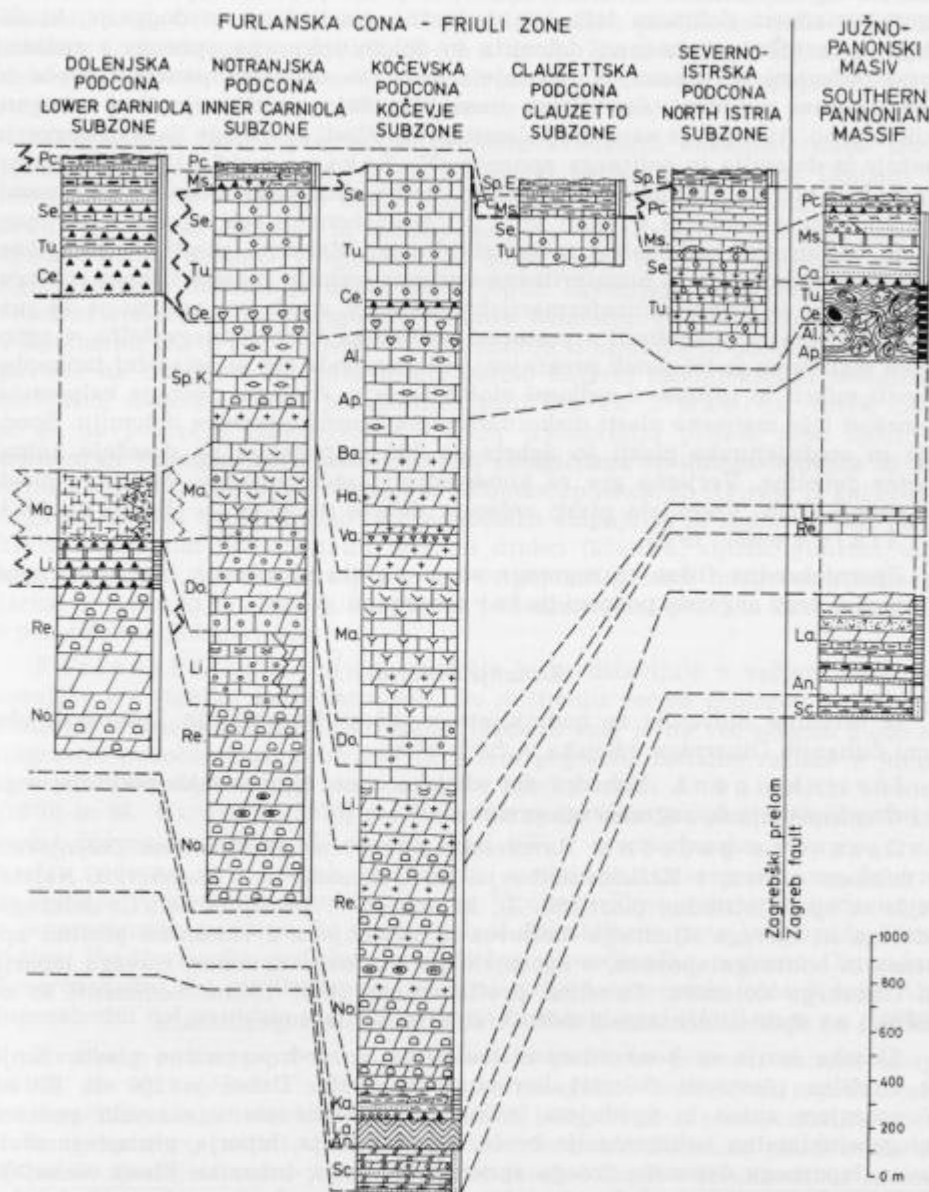 FURLANSKA CONA – FRIULI ZONE
DOLENJSKA
PODCONA
LOWER CARNIOLA
SUBZONE
NOTRANJSKA
PODCONA
INNER CARNIOLA
SUBZONE
KOČEVSKA
PODCONA
KOČEVJE
SUBZONE
CLAUZETTSKA
PODCONA
CLAUZETTO
SUBZONE
SEVERNO-
ISTRSKA
PODCONA
NORTH ISTRIA
SUBZONE
JUŽNO-
PANONSKI
MASIV
SOUTHERN
PANNONIAN
MASSIF
Pc.
Se.
Tu.
Ce.
Ma.
Li.
Re.
No.
Pc.
Ms.
Se.
Tu.
Ce.
Sp.K.
Ma.
Do.
Li.
Re.
No.
Se.
Tu.
Ce.
Al.
Ap.
Ba.
Ha.
Va.
Ma.
Do.
Li.
Re.
No.
Ka.
La.
An.
Sc.
Sp.E.
Ms.
Se.
Tu.
Sp.E.
Pc.
Ms.
Se.
Tu.
Pc.
Ms.
Ca.
Tu.
Ce.
Al.
Ap.
Li.
Re.
La.
An.
Sc.
Zagrebški prelom
Zagreb fault
1000
800
600
400
200
0 m